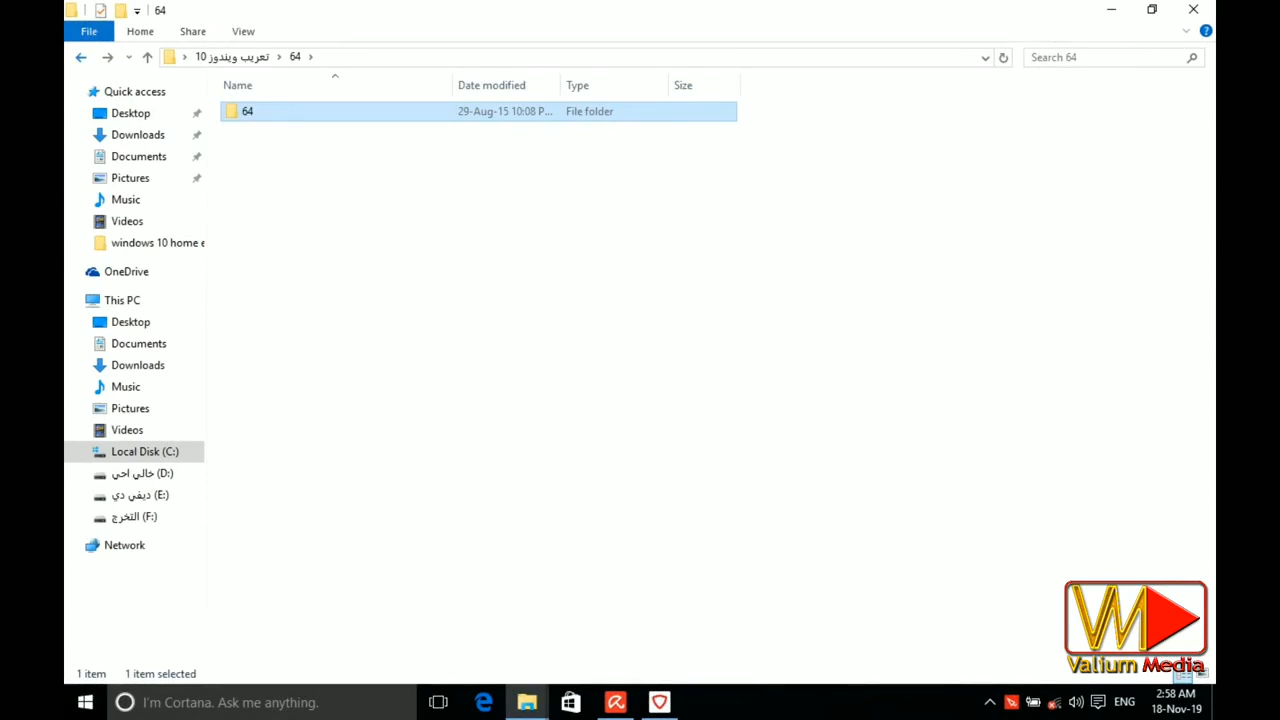 64
File
Home
Share
View
تعريب ويندوز 10
64
Search 64
Name
Date modified
Type
Size
64
29-Aug-15 10:08 P...
File folder
Quick access
Desktop
Downloads
Documents
Pictures
Music
Videos
windows 10 home e
OneDrive
This PC
Desktop
Documents
Downloads
Music
Pictures
Videos
Local Disk (C:)
خالي احي (D:)
ديفي دي (E:)
التخرج (F:)
Network
VM
Valium Media
1 item
1 item selected
I'm Cortana. Ask me anything.
ENG
2:58 AM
18-Nov-19